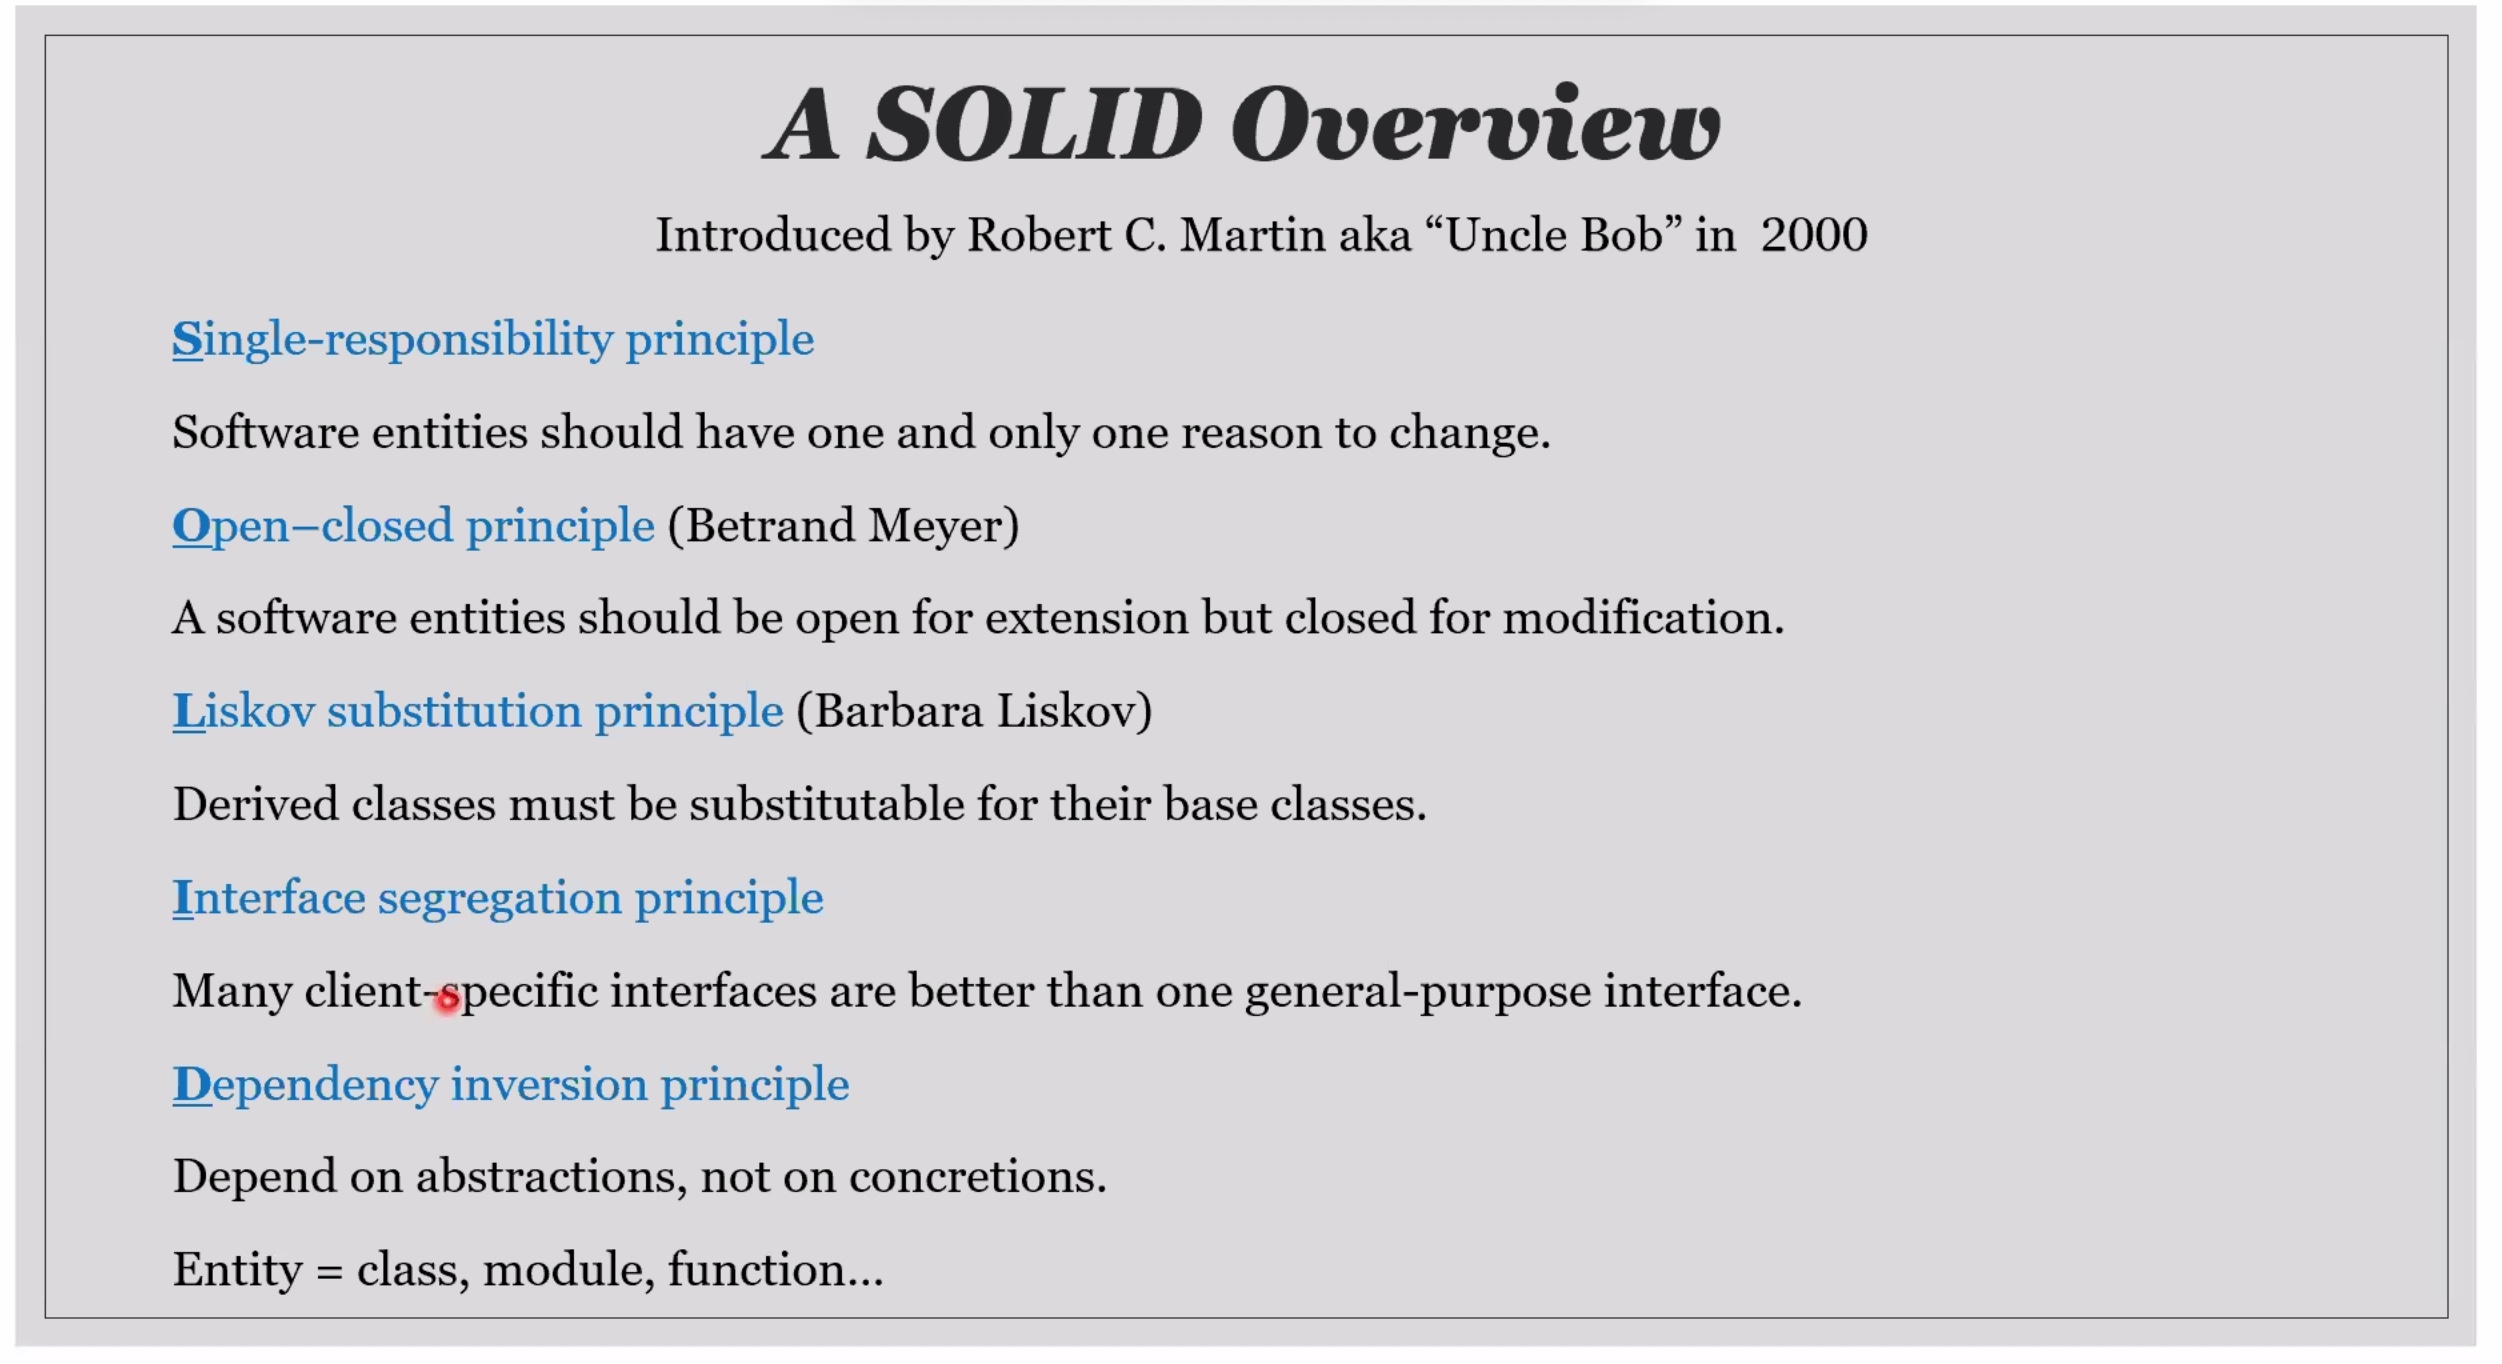 A SOLID Overview
Introduced by Robert C. Martin aka “Uncle Bob” in  2000
Single-responsibility principle
Software entities should have one and only one reason to change.
Open–closed principle (Betrand Meyer)
A software entities should be open for extension but closed for modification.
Liskov substitution principle (Barbara Liskov)
Derived classes must be substitutable for their base classes.
Interface segregation principle
Many client-specific interfaces are better than one general-purpose interface.
Dependency inversion principle
Depend on abstractions, not on concretions.
Entity = class, module, function…